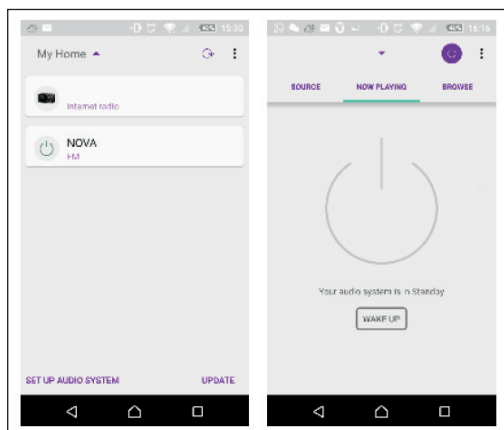 15:30
My Home
Internet radio
NOVA
FM
SET UP AUDIO SYSTEM
UPDATE
16:16
SOURCE
NOW PLAYING
BROWSE
Your audio system is in Standby
WAKE UP